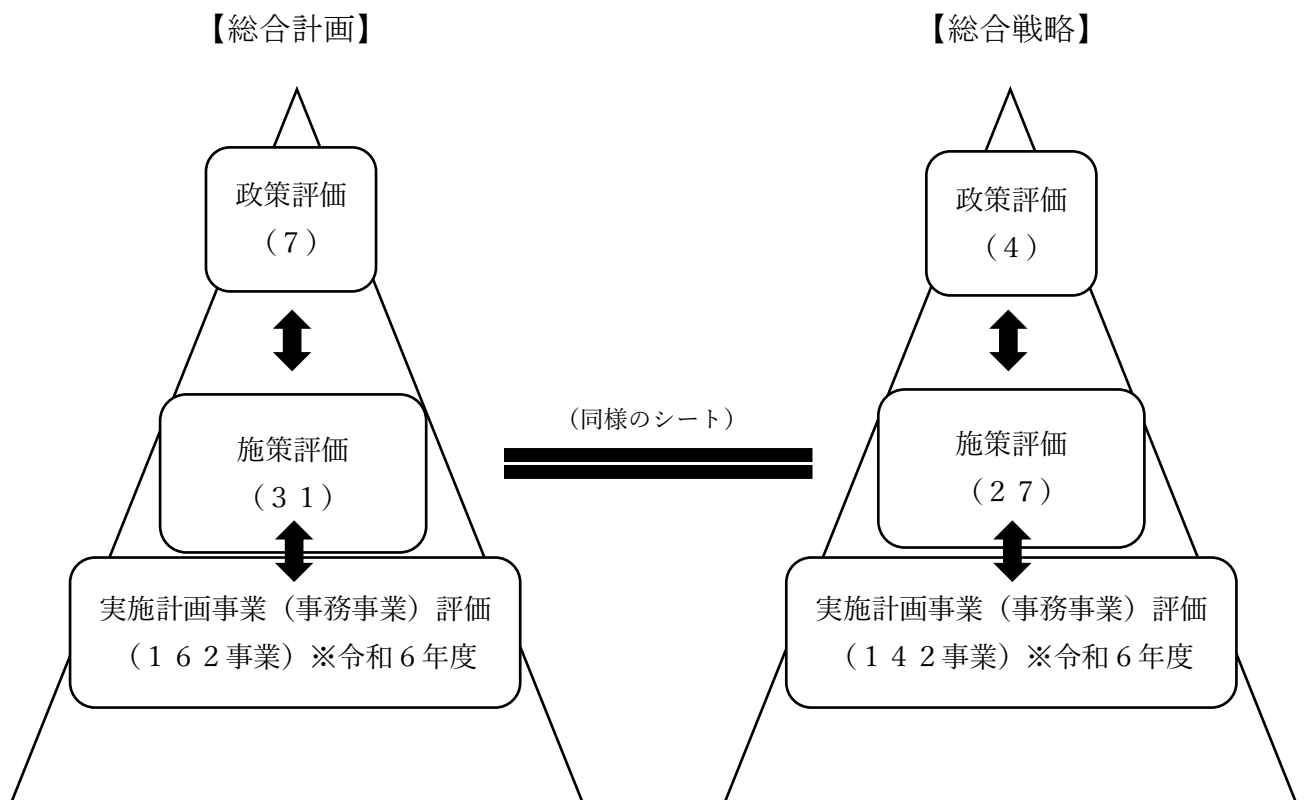 【総合計画】
政策評価
（７）
施策評価
（３１）
実施計画事業（事務事業）評価
（１６２事業）※令和６年度
（同様のシート）
【総合戦略】
政策評価
（４）
施策評価
（２７）
実施計画事業（事務事業）評価
（１４２事業）※令和６年度